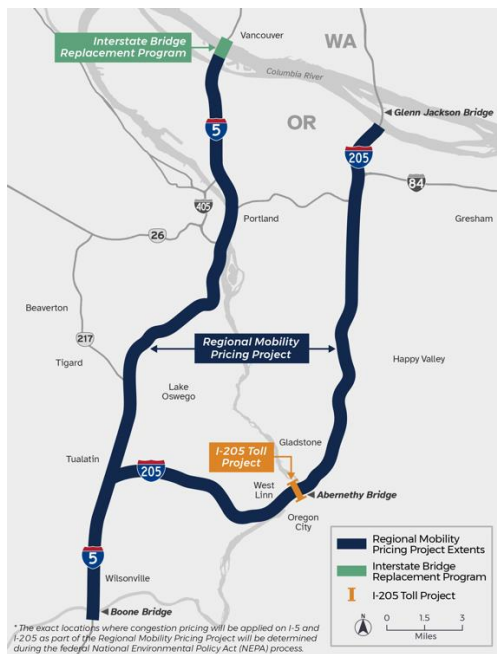 Interstate Bridge
Replacement Program
Vancouver
WA
Columbia River
OR
Glenn Jackson Bridge
5
205
84
405
Portland
Gresham
26
Beaverton
217
Regional Mobility
Pricing Project
Tigard
Happy Valley
Lake
Oswego
I-205 Toll
Project
Gladstone
Tualatin
205
West
Linn
Abernethy Bridge
Oregon
City
5
Wilsonville
Boone Bridge
Regional Mobility
Pricing Project Extents
Interstate Bridge
Replacement Program
I-205 Toll Project
N
0 1.5 3
Miles
* The exact locations where congestion pricing will be applied on I-5 and
I-205 as part of the Regional Mobility Pricing Project will be determined
during the federal National Environmental Policy Act (NEPA) process.